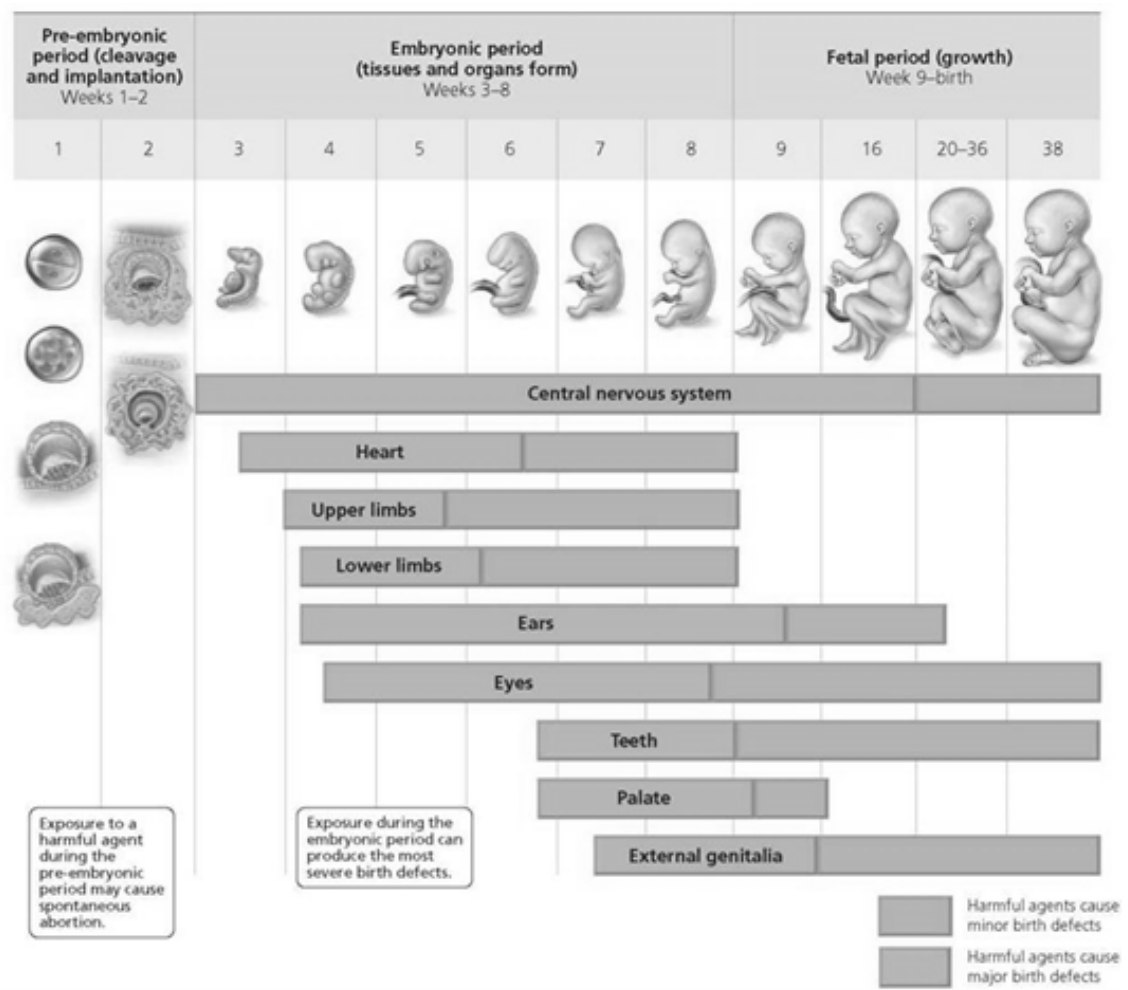 Pre-embryonic
period (cleavage
and implantation)
Weeks 1–2
Embryonic period
(tissues and organs form)
Weeks 3–8
Fetal period (growth)
Week 9–birth
1 2 3 4 5 6 7 8 9 16 20–36 38
Central nervous system
Heart
Upper limbs
Lower limbs
Ears
Eyes
Teeth
Palate
External genitalia
Exposure to a
harmful agent
during the
pre-embryonic
period may cause
spontaneous
abortion.
Exposure during the
embryonic period can
produce the most
severe birth defects.
Harmful agents cause
minor birth defects
Harmful agents cause
major birth defects